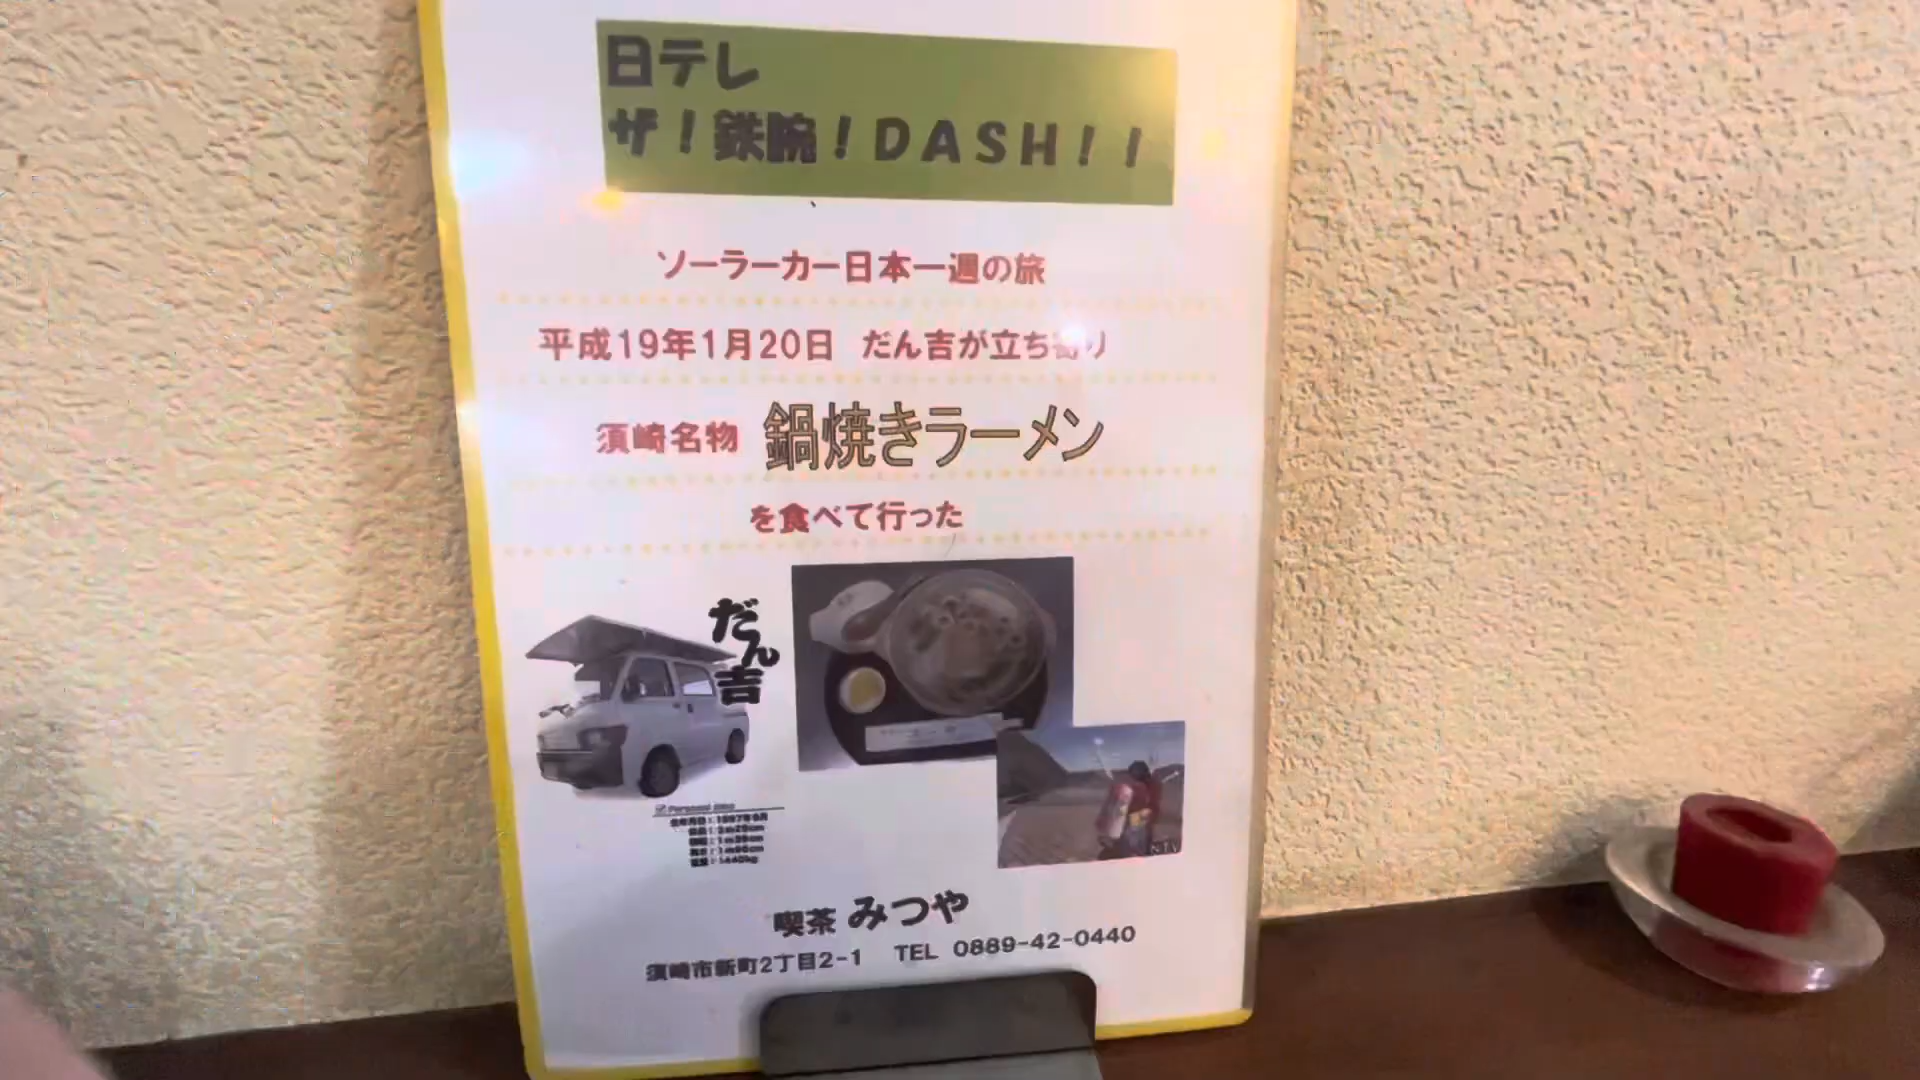 日テレ
ザ！鉄腕！DASH！！
ソーラーカー日本一週の旅
平成19年1月20日 だん吉が立ち寄り
須崎名物 鍋焼きラーメン
を食べて行った
だん吉
Personal data
NTV
喫茶 みつや
須崎市新町2丁目2-1 TEL 0889-42-0440